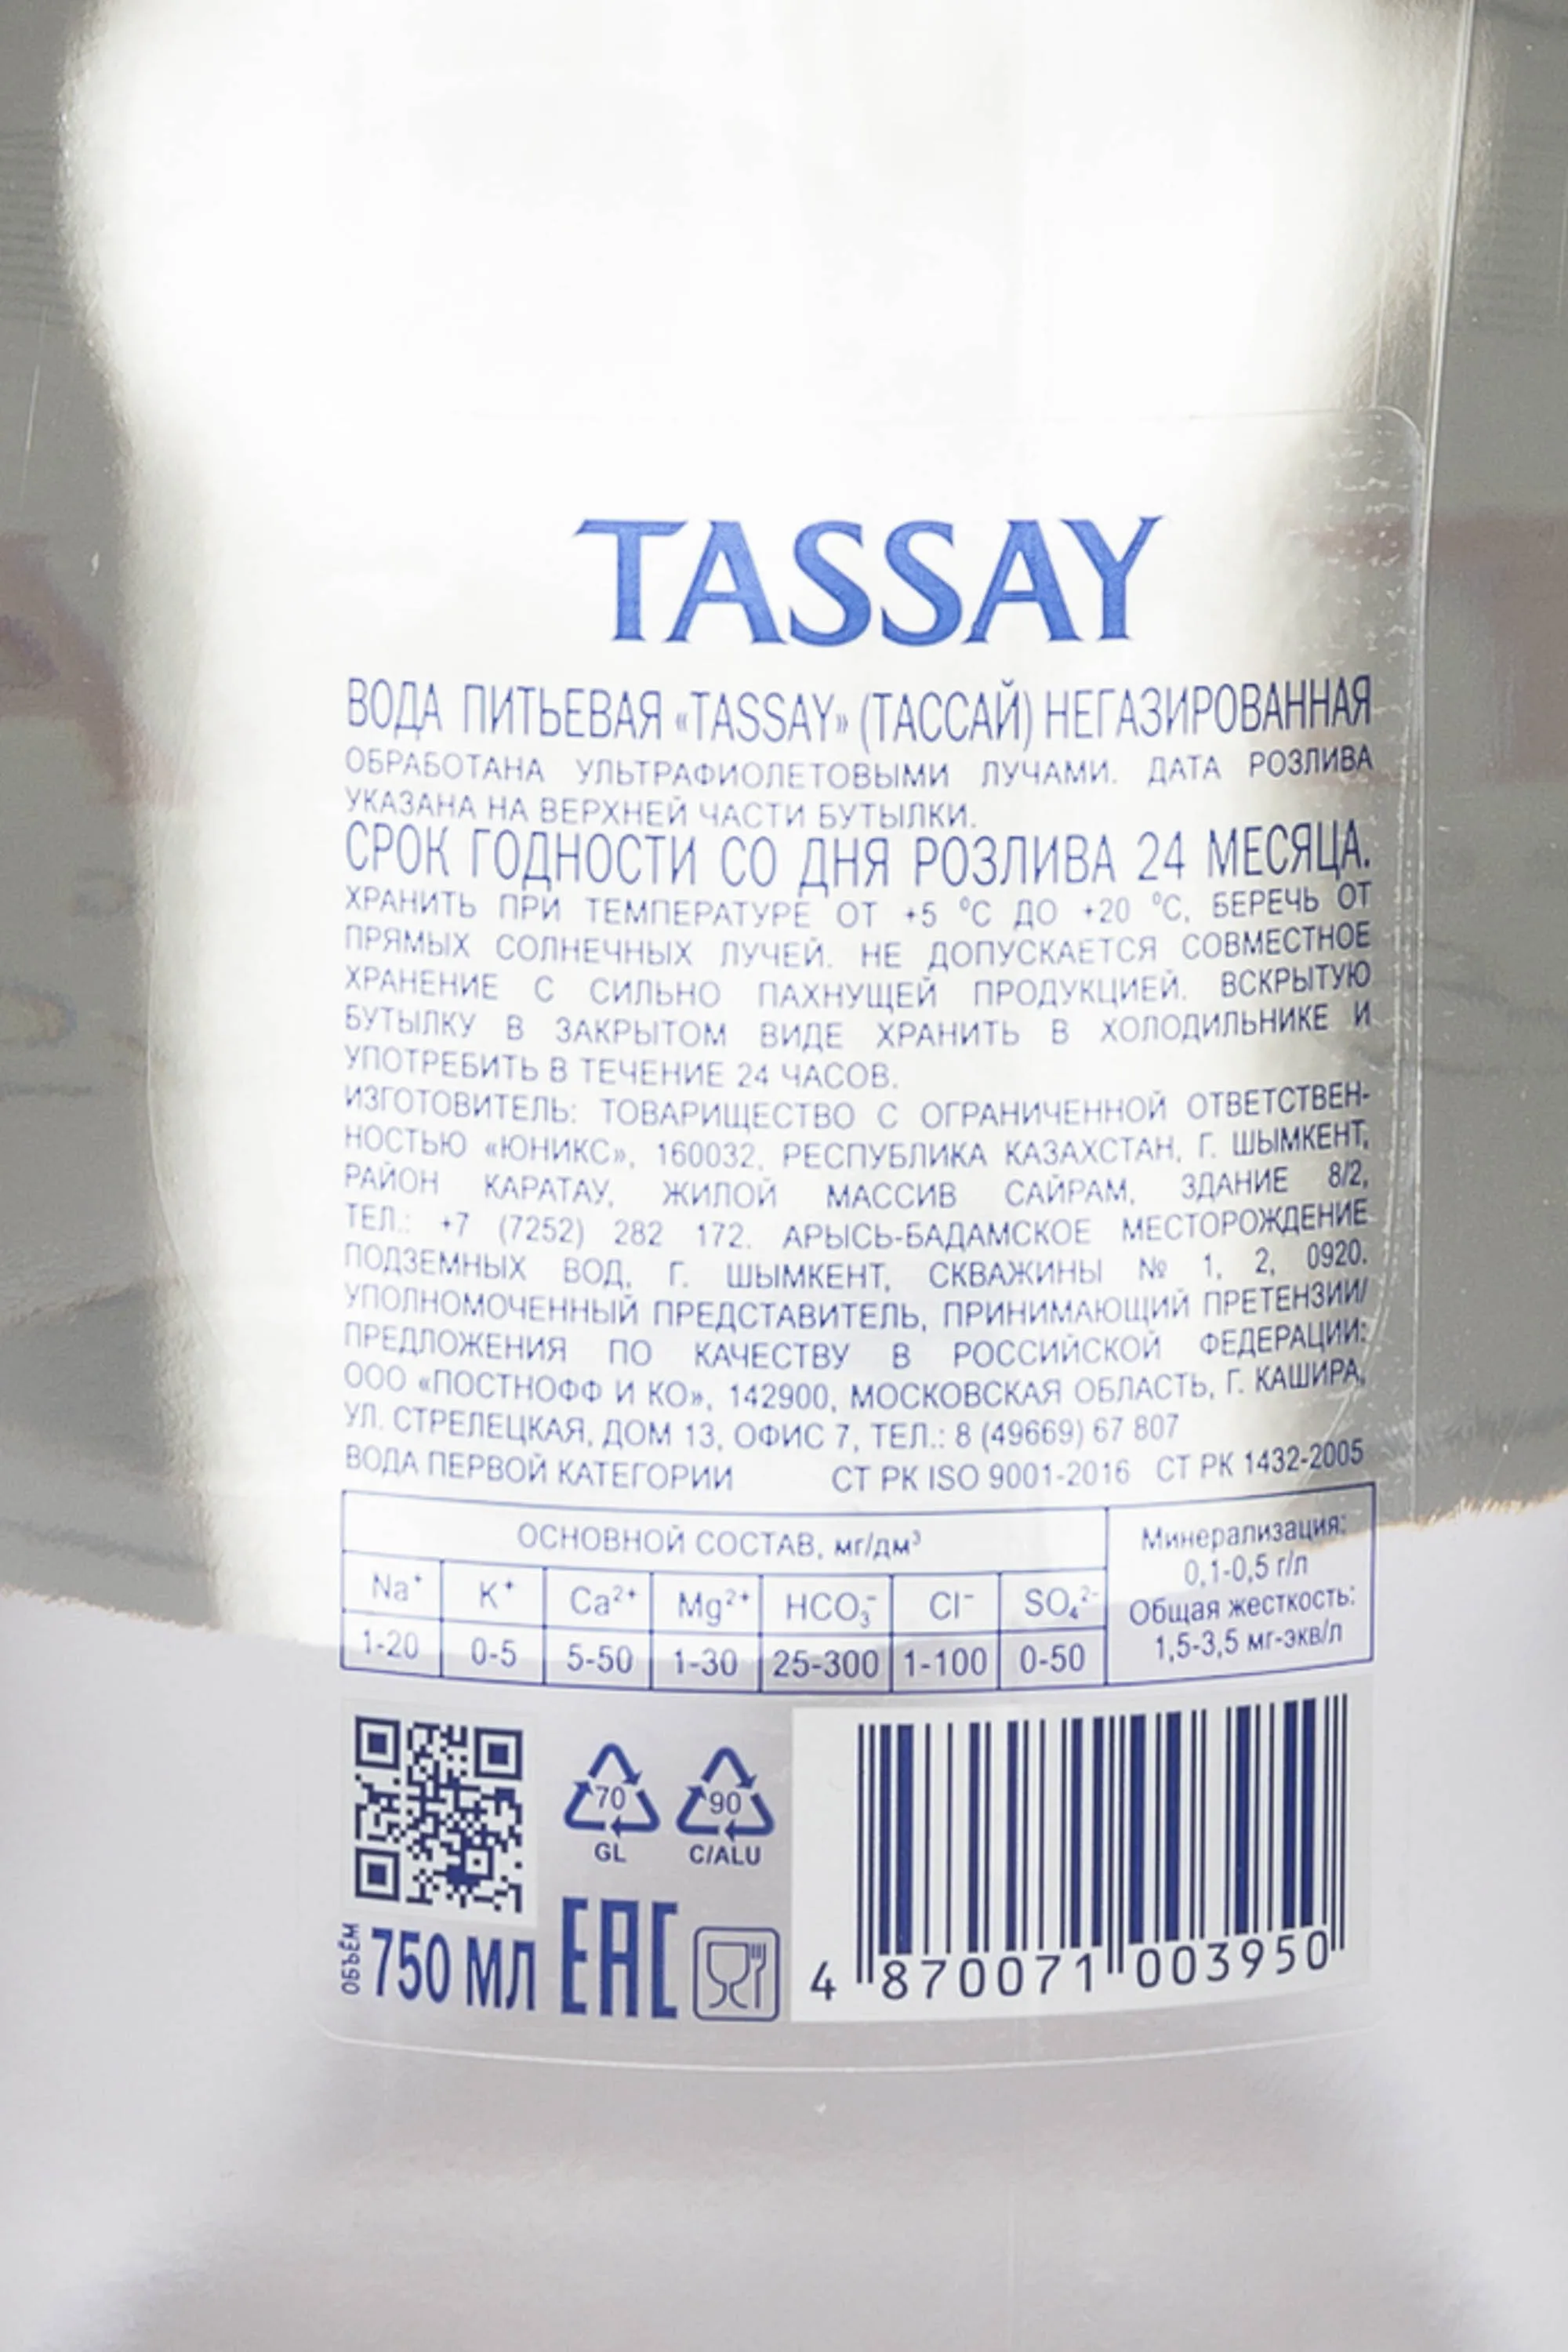 TASSAY
ВОДА ПИТЬЕВАЯ «TASSAY» (ТАССАЙ) НЕГАЗИРОВАННАЯ
ОБРАБОТАНА УЛЬТРАФИОЛЕТОВЫМИ ЛУЧАМИ. ДАТА РОЗЛИВА
УКАЗАНА НА ВЕРХНЕЙ ЧАСТИ БУТЫЛКИ.
СРОК ГОДНОСТИ СО ДНЯ РОЗЛИВА 24 МЕСЯЦА.
ХРАНИТЬ ПРИ ТЕМПЕРАТУРЕ ОТ +5 °С ДО +20 °С, БЕРЕЧЬ ОТ
ПРЯМЫХ СОЛНЕЧНЫХ ЛУЧЕЙ. НЕ ДОПУСКАЕТСЯ СОВМЕСТНОЕ
ХРАНЕНИЕ С СИЛЬНО ПАХНУЩЕЙ ПРОДУКЦИЕЙ. ВСКРЫТУЮ
БУТЫЛКУ В ЗАКРЫТОМ ВИДЕ ХРАНИТЬ В ХОЛОДИЛЬНИКЕ И
УПОТРЕБИТЬ В ТЕЧЕНИЕ 24 ЧАСОВ.
ИЗГОТОВИТЕЛЬ: ТОВАРИЩЕСТВО С ОГРАНИЧЕННОЙ ОТВЕТСТВЕН-
НОСТЬЮ «ЮНИКС», 160032, РЕСПУБЛИКА КАЗАХСТАН, Г. ШЫМКЕНТ,
РАЙОН КАРАТАУ, ЖИЛОЙ МАССИВ САЙРАМ, ЗДАНИЕ 8/2,
ТЕЛ.: +7 (7252) 282 172. АРЫСЬ-БАДАМСКОЕ МЕСТОРОЖДЕНИЕ
ПОДЗЕМНЫХ ВОД, Г. ШЫМКЕНТ, СКВАЖИНЫ № 1, 2, 0920.
УПОЛНОМОЧЕННЫЙ ПРЕДСТАВИТЕЛЬ, ПРИНИМАЮЩИЙ ПРЕТЕНЗИИ/
ПРЕДЛОЖЕНИЯ ПО КАЧЕСТВУ В РОССИЙСКОЙ ФЕДЕРАЦИИ:
ООО «ПОСТНОФФ И КО», 142900, МОСКОВСКАЯ ОБЛАСТЬ, Г. КАШИРА,
УЛ. СТРЕЛЕЦКАЯ, ДОМ 13, ОФИС 7, ТЕЛ.: 8 (49669) 67 807
ВОДА ПЕРВОЙ КАТЕГОРИИ СТ РК ISO 9001-2016 СТ РК 1432-2005
ОСНОВНОЙ СОСТАВ, мг/дм³
Na⁺ K⁺ Ca²⁺ Mg²⁺ HCO₃⁻ Cl⁻ SO₄²⁻
1-20 0-5 5-50 1-30 25-300 1-100 0-50
Минерализация:
0,1-0,5 г/л
Общая жесткость:
1,5-3,5 мг-экв/л
70
GL
90
C/ALU
ОБЪЁМ 750 МЛ
EAC
4 870071 003950